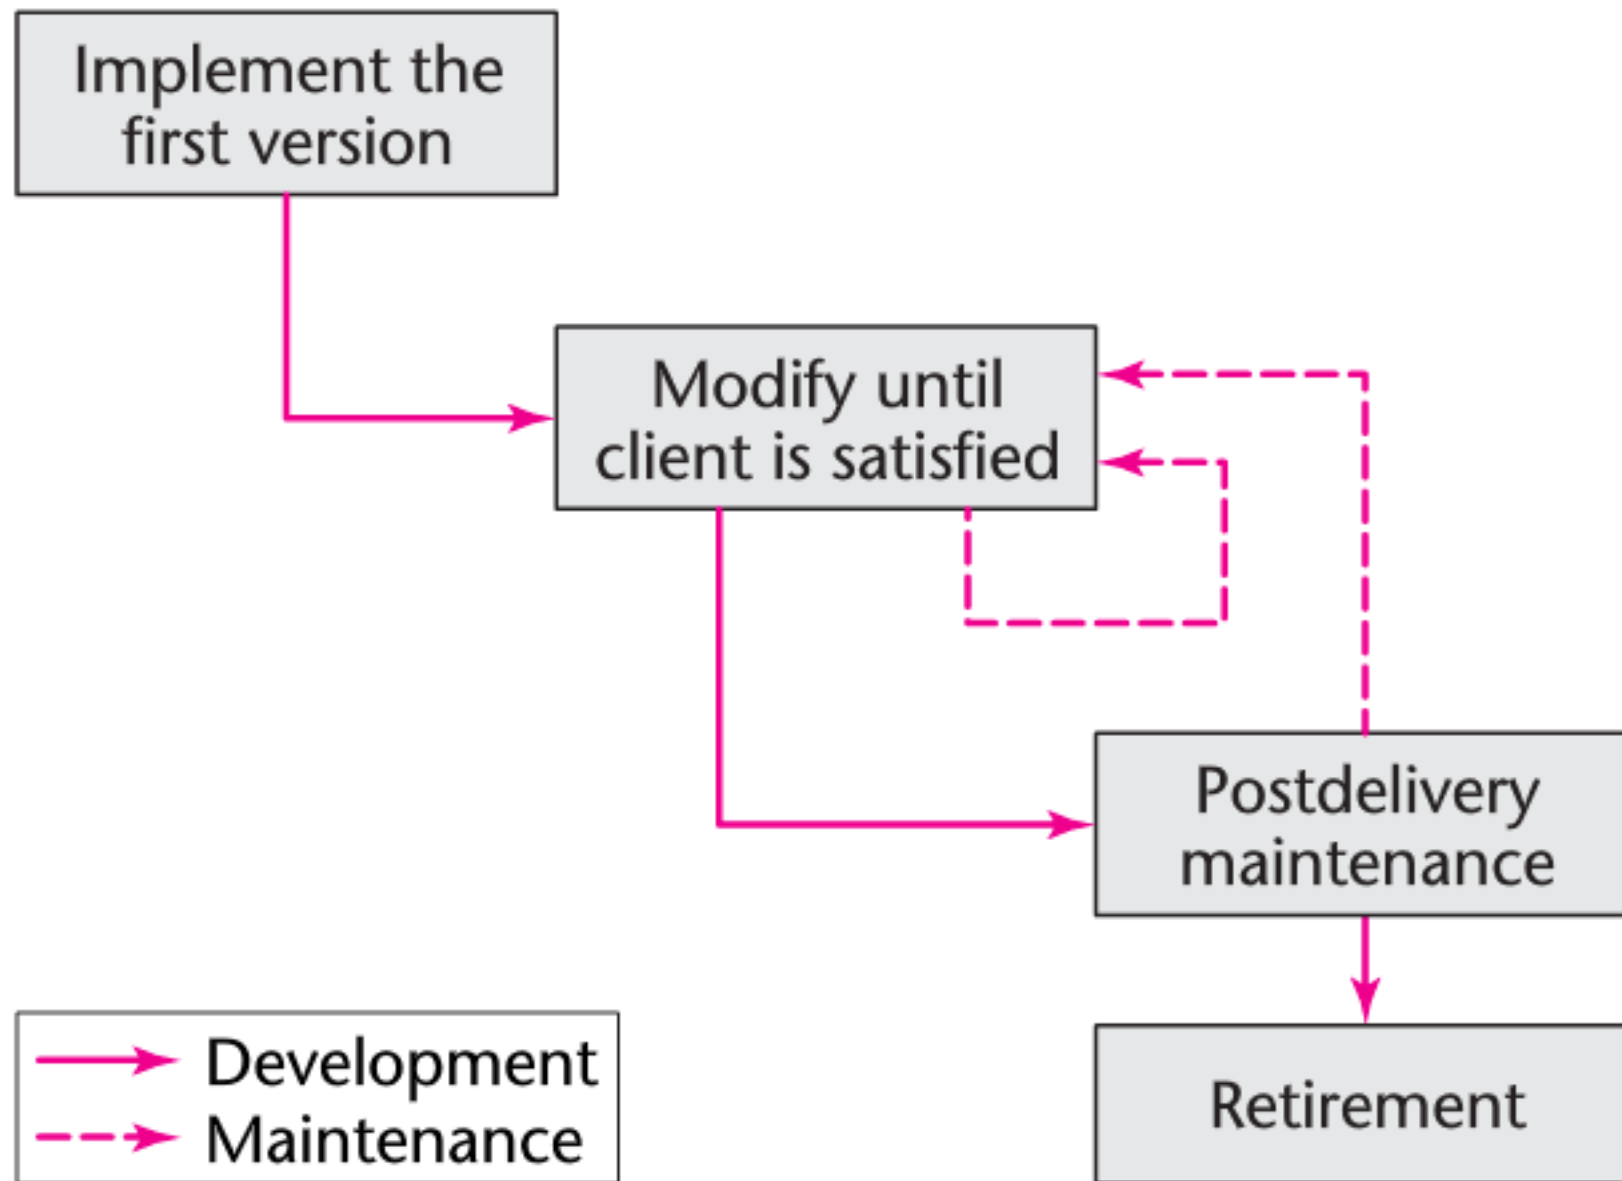 Implement the
first version
Modify until
client is satisfied
Postdelivery
maintenance
Retirement
Development
Maintenance